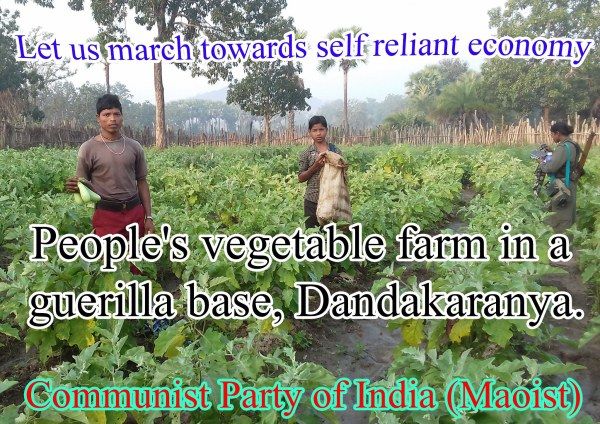 Let us march towards self reliant economy
People's vegetable farm in a
guerilla base, Dandakaranya.
Communist Party of India (Maoist)